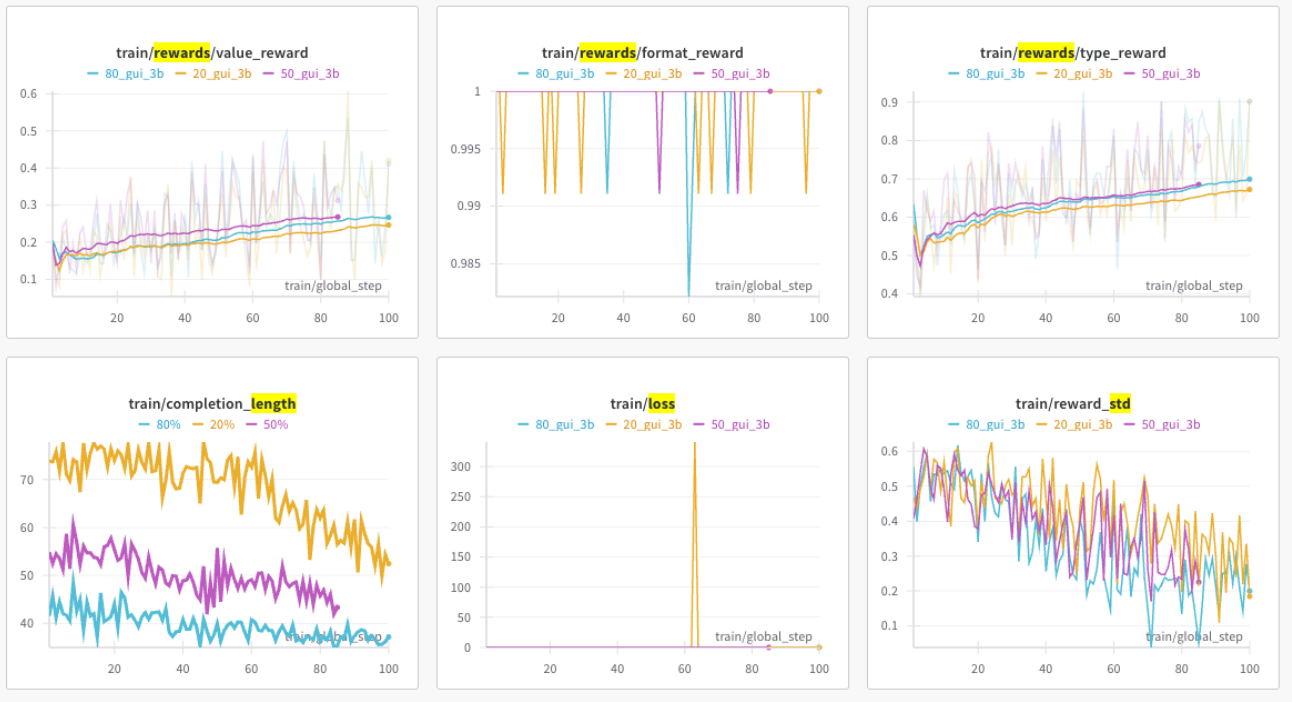 train/rewards/value_reward
80_gui_3b 20_gui_3b 50_gui_3b
0.6
0.5
0.4
0.3
0.2
0.1
train/global_step
20 40 60 80 100
train/rewards/format_reward
80_gui_3b 20_gui_3b 50_gui_3b
1
0.995
0.99
0.985
train/global_step
20 40 60 80 100
train/rewards/type_reward
80_gui_3b 20_gui_3b 50_gui_3b
0.9
0.8
0.7
0.6
0.5
0.4
train/global_step
20 40 60 80 100
train/completion_length
80% 20% 50%
70
60
50
40
train/global_step
20 40 60 80 100
train/loss
80_gui_3b 20_gui_3b 50_gui_3b
300
250
200
150
100
50
0
train/global_step
20 40 60 80 100
train/reward_std
80_gui_3b 20_gui_3b 50_gui_3b
0.6
0.5
0.4
0.3
0.2
0.1
train/global_step
20 40 60 80 100